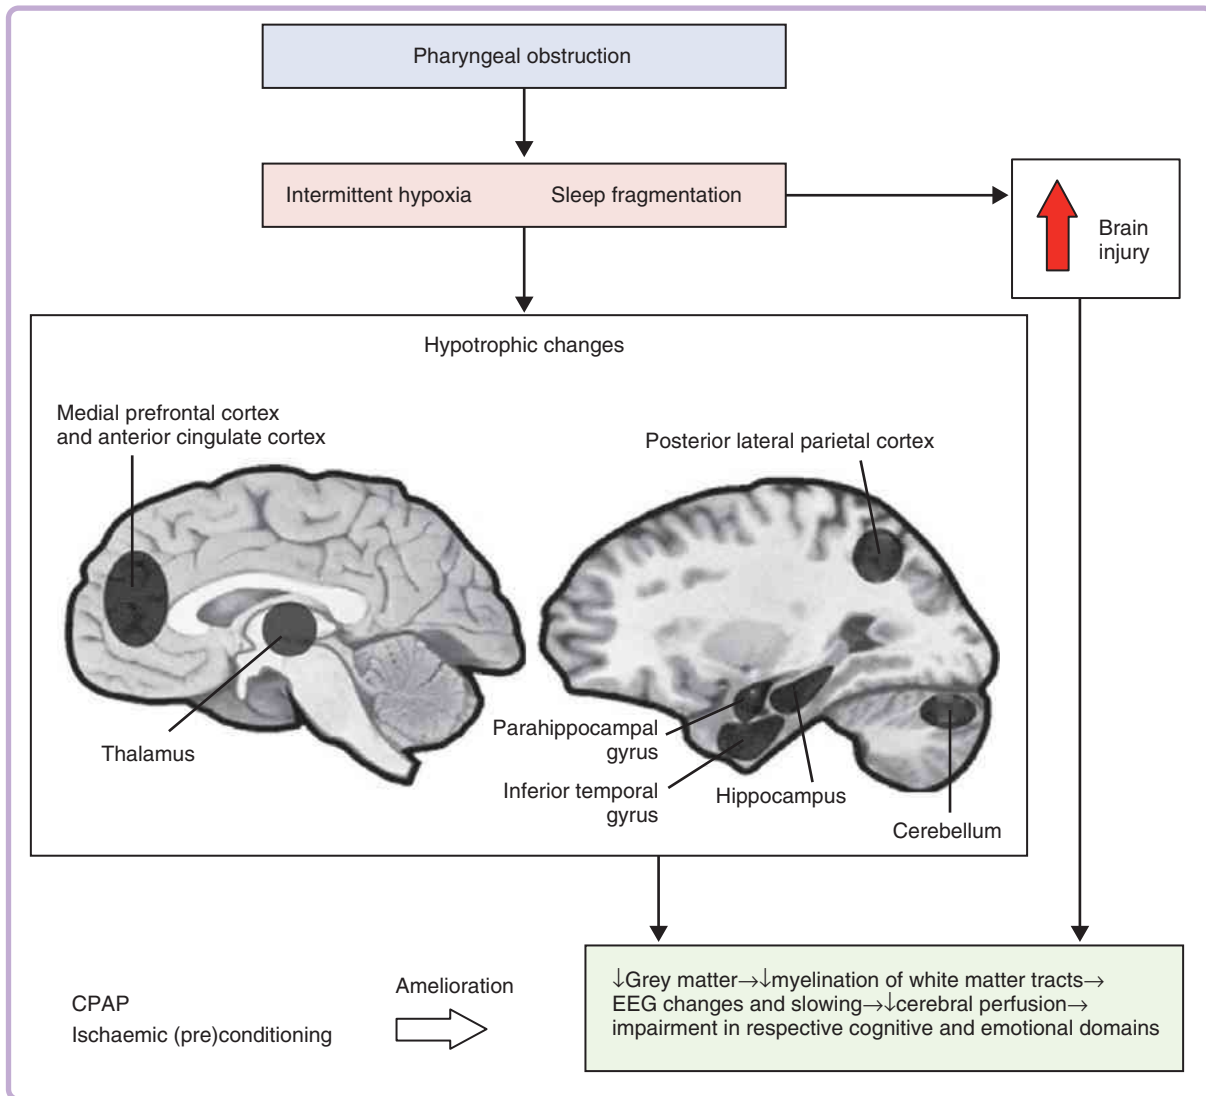 Pharyngeal obstruction
Intermittent hypoxia
Sleep fragmentation
Brain
injury
Hypotrophic changes
Medial prefrontal cortex
and anterior cingulate cortex
Posterior lateral parietal cortex
Thalamus
Parahippocampal
gyrus
Inferior temporal
gyrus
Hippocampus
Cerebellum
CPAP
Ischaemic (pre)conditioning
Amelioration
↓Grey matter→↓myelination of white matter tracts→
EEG changes and slowing→↓cerebral perfusion→
impairment in respective cognitive and emotional domains